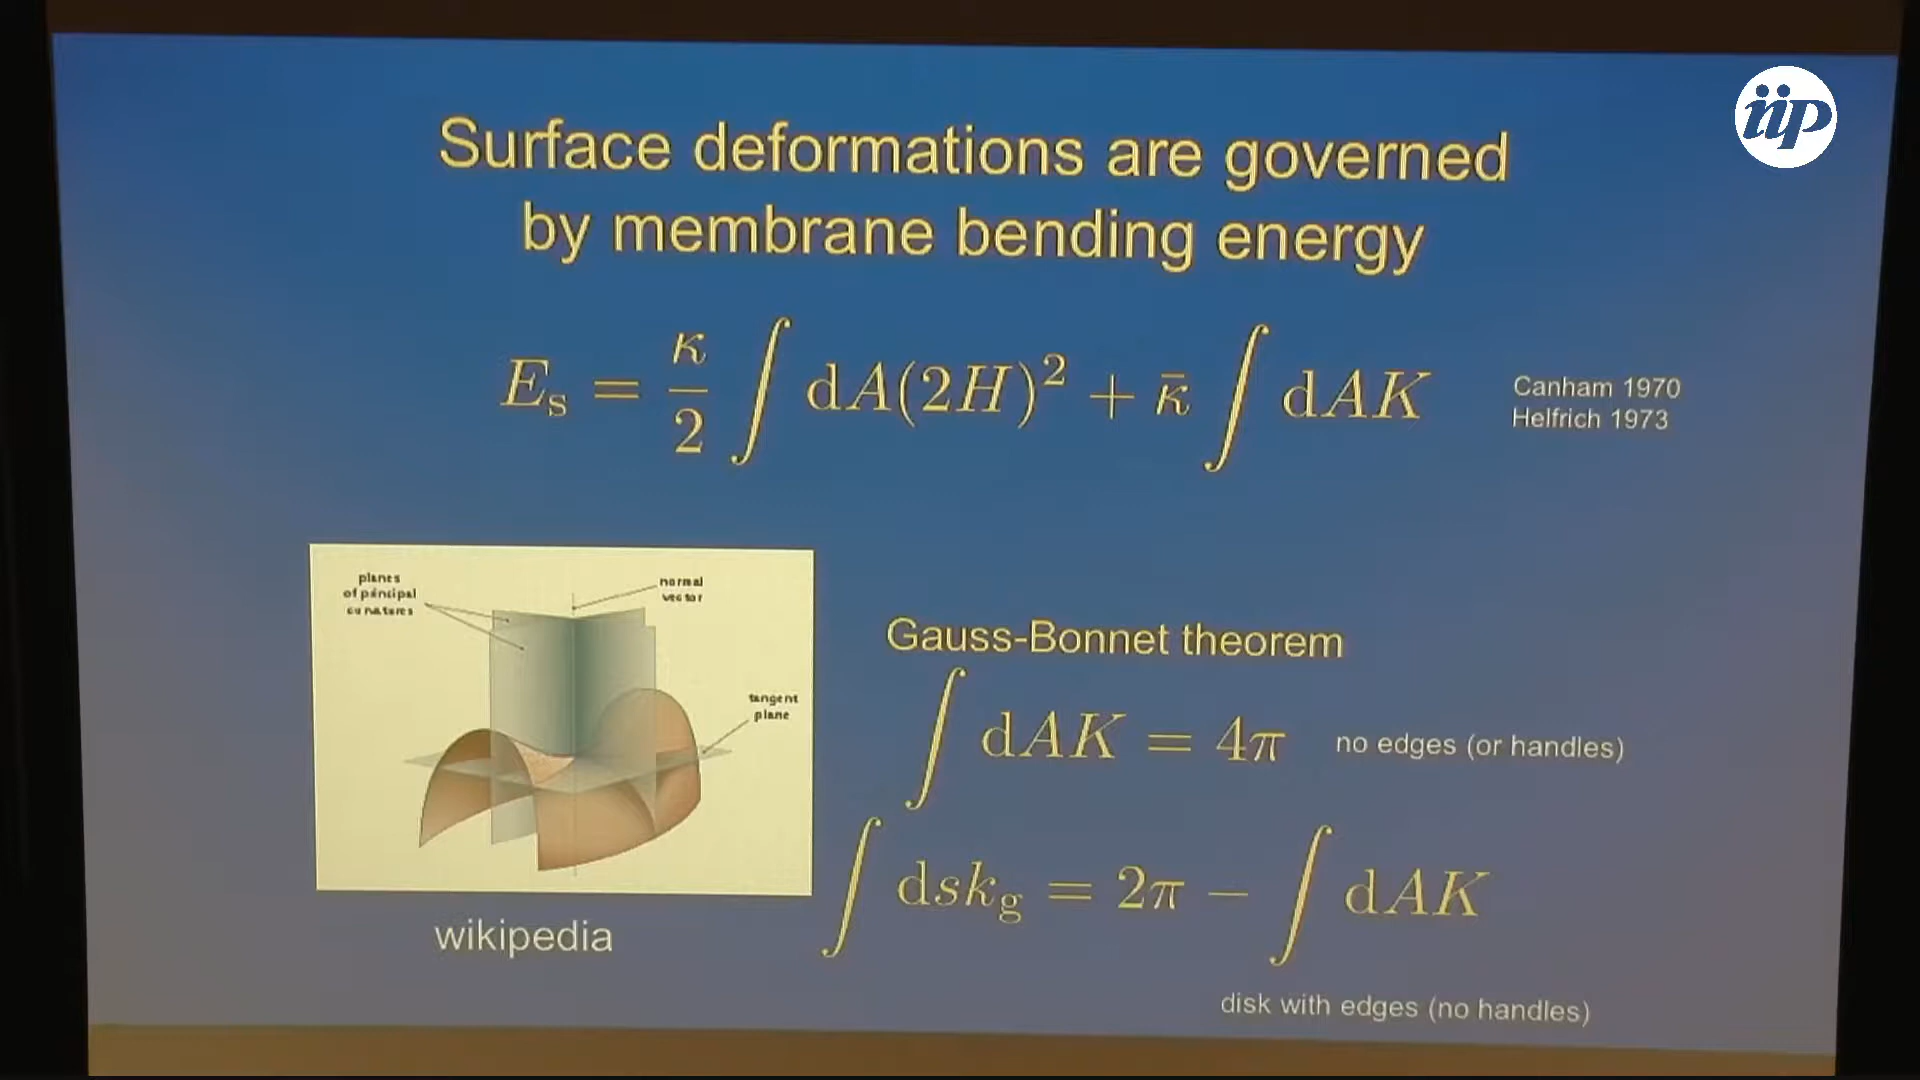 iip
Surface deformations are governed
by membrane bending energy
E_s = κ/2 ∫ dA(2H)² + κ̄ ∫ dAK
Canham 1970
Helfrich 1973
planes
of principal
curvatures
normal
vector
tangent
plane
wikipedia
Gauss-Bonnet theorem
∫ dAK = 4π no edges (or handles)
∫ dsk_g = 2π − ∫ dAK
disk with edges (no handles)